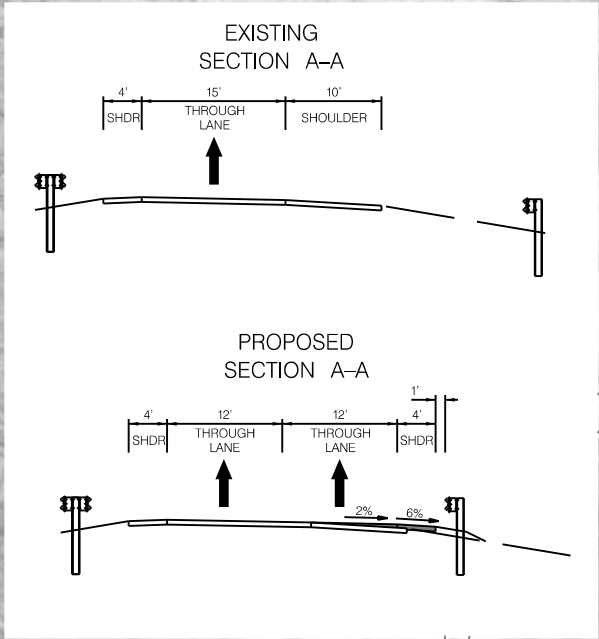 EXISTING
SECTION A–A
4' 15' 10'
SHDR THROUGH LANE SHOULDER
PROPOSED
SECTION A–A
1'
4' 12' 12' 4'
SHDR THROUGH LANE THROUGH LANE SHDR
2% 6%